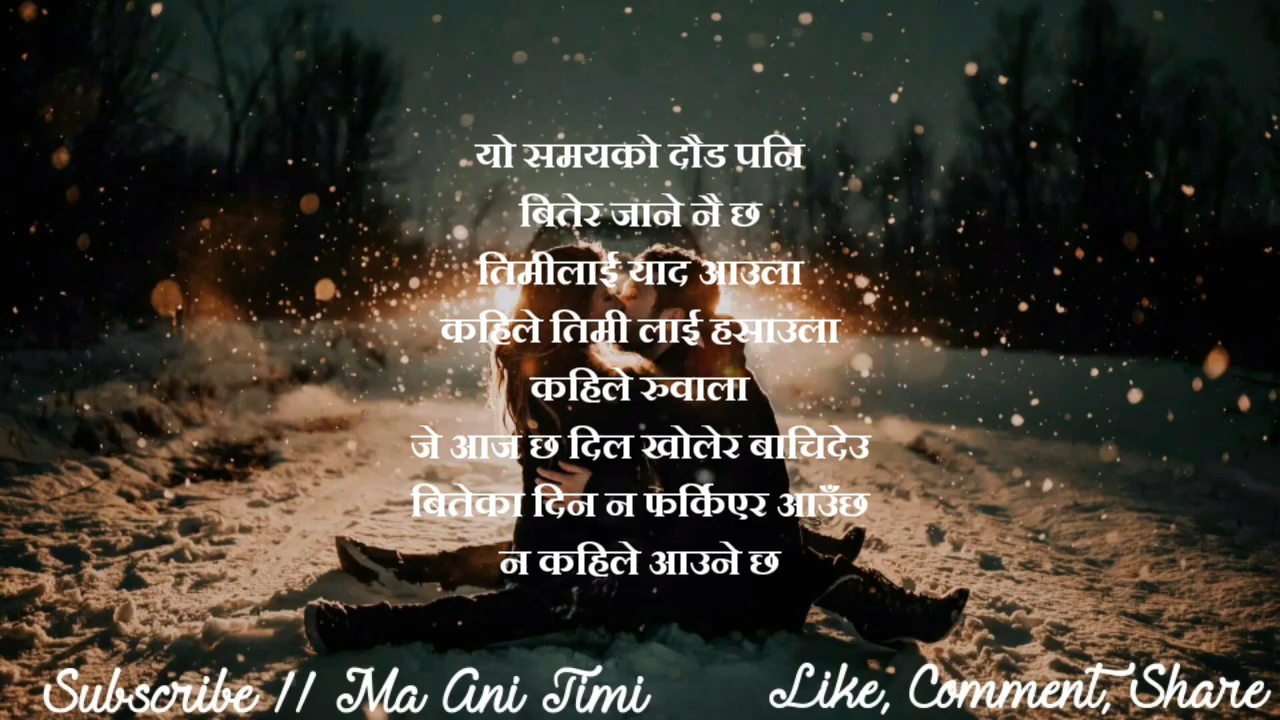 यो समयको दौड पनि
बितेर जाने नै छ
तिमीलाई याद आउला
कहिले तिमी लाई हसाउला
कहिले रुवाला
जे आज छ दिल खोलेर बाचिदेउ
बितेका दिन न फर्किएर आउँछ
न कहिले आउने छ
Subscribe // Ma Ani Timi
Like, Comment, Share